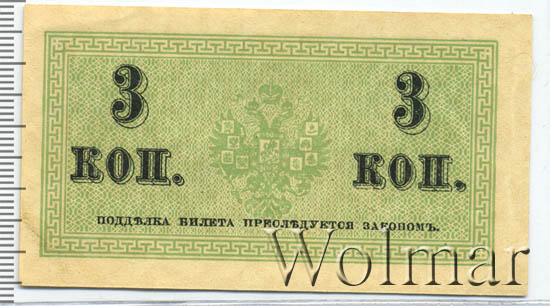 3 3
КОП. КОП.
ПОДДѢЛКА БИЛЕТА ПРЕСЛѢДУЕТСЯ ЗАКОНОМЪ.
Wolmar